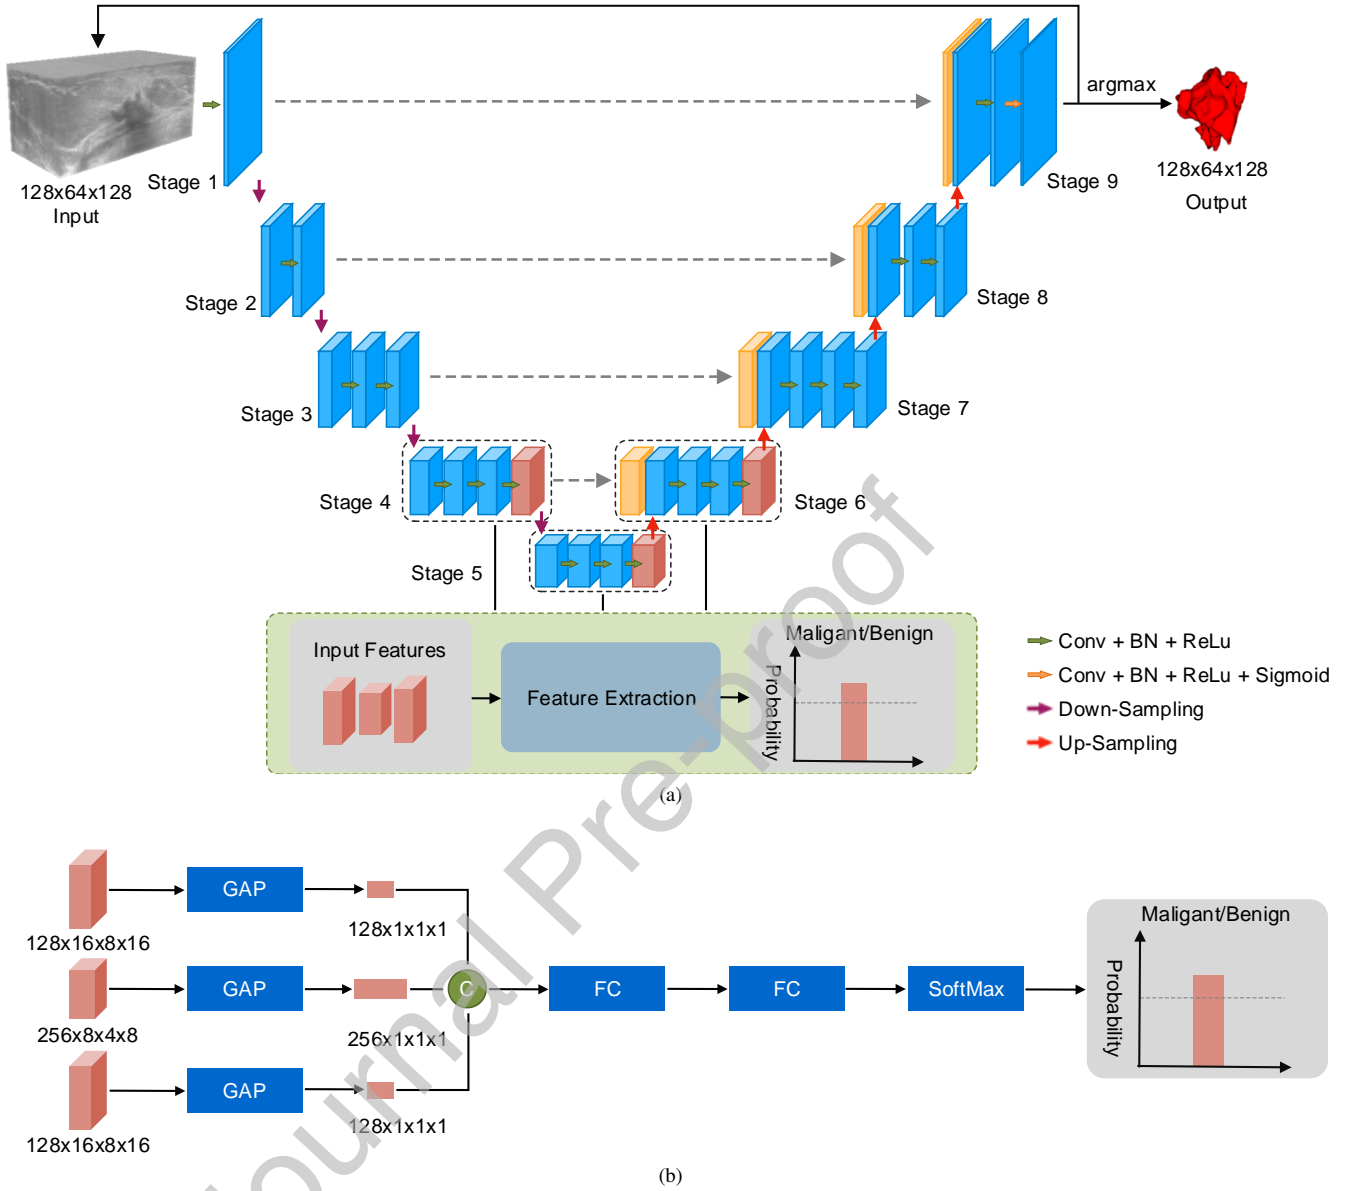 argmax
128x64x128
Input
Stage 1
Stage 9
128x64x128
Output
Stage 2
Stage 8
Stage 3
Stage 7
Stage 4
Stage 6
Stage 5
Input Features
Feature Extraction
Maligant/Benign
Probability
Conv + BN + ReLu
Conv + BN + ReLu + Sigmoid
Down-Sampling
Up-Sampling
(a)
GAP
128x16x8x16
128x1x1x1
GAP
256x8x4x8
256x1x1x1
C
FC
FC
SoftMax
Maligant/Benign
Probability
GAP
128x16x8x16
128x1x1x1
(b)
Journal Pre-proof